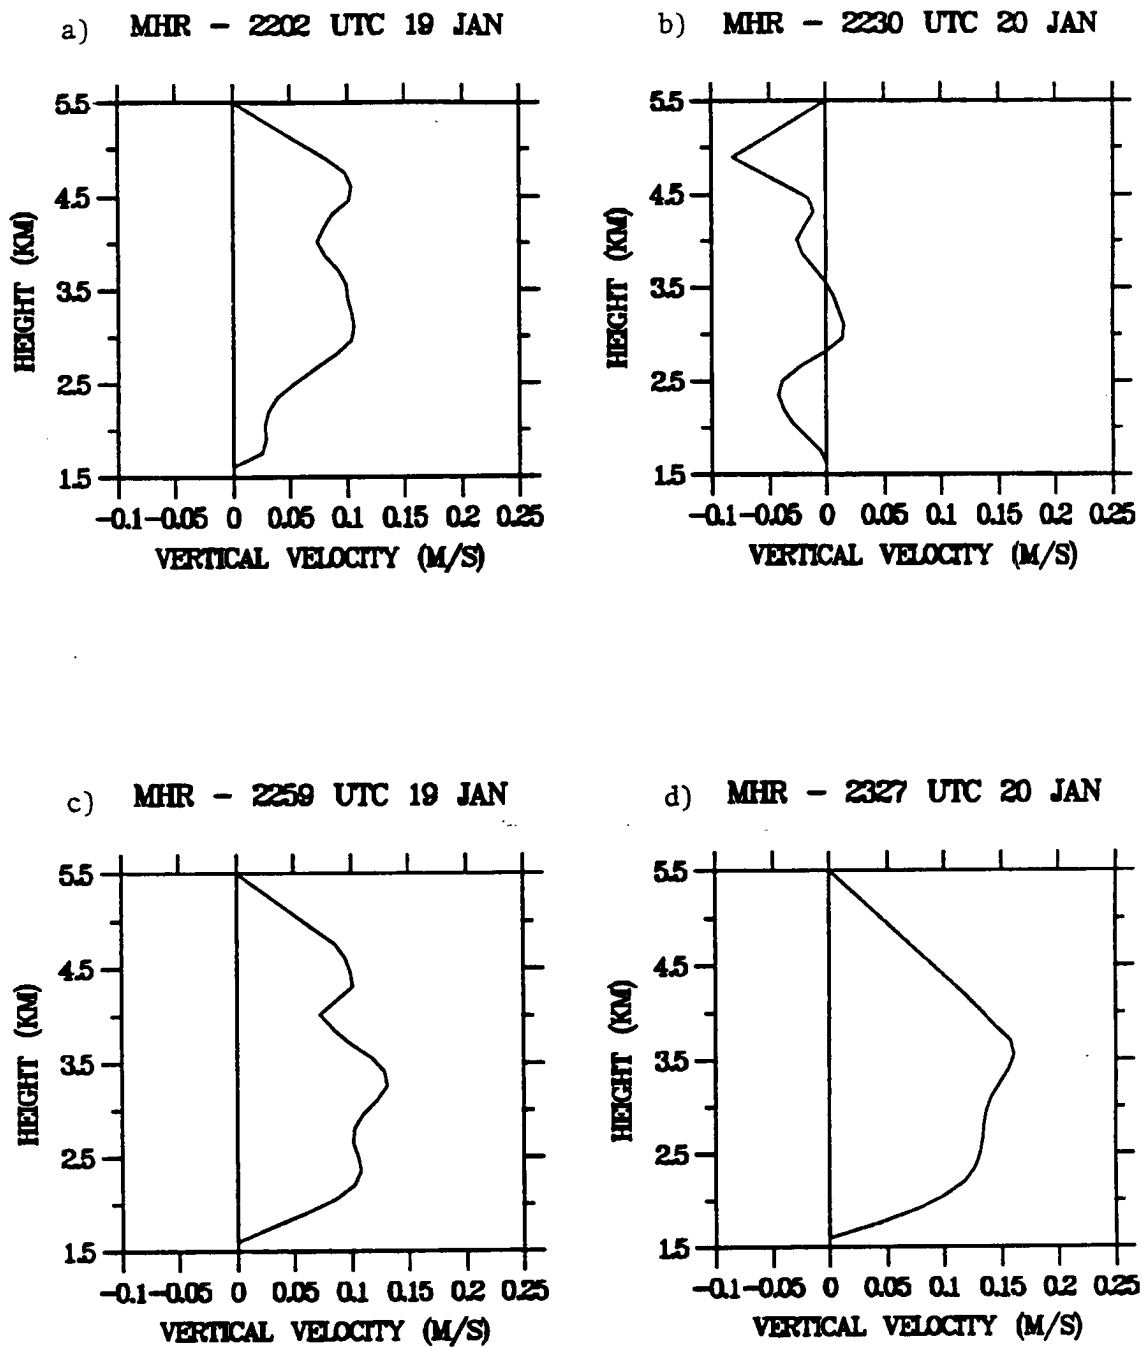 a) MHR - 2202 UTC 19 JAN
5.5
4.5
3.5
2.5
1.5
HEIGHT (KM)
-0.1 -0.05 0 0.05 0.1 0.15 0.2 0.25
VERTICAL VELOCITY (M/S)
b) MHR - 2230 UTC 20 JAN
5.5
4.5
3.5
2.5
1.5
HEIGHT (KM)
-0.1 -0.05 0 0.1 0.15 0.2 0.25
VERTICAL VELOCITY (M/S)
c) MHR - 2259 UTC 19 JAN
5.5
4.5
3.5
2.5
1.5
HEIGHT (KM)
-0.1 -0.05 0 0.05 0.1 0.15 0.2 0.25
VERTICAL VELOCITY (M/S)
d) MHR - 2327 UTC 20 JAN
5.5
4.5
3.5
2.5
1.5
HEIGHT (KM)
-0.1 -0.05 0 0.05 0.1 0.15 0.2 0.25
VERTICAL VELOCITY (M/S)